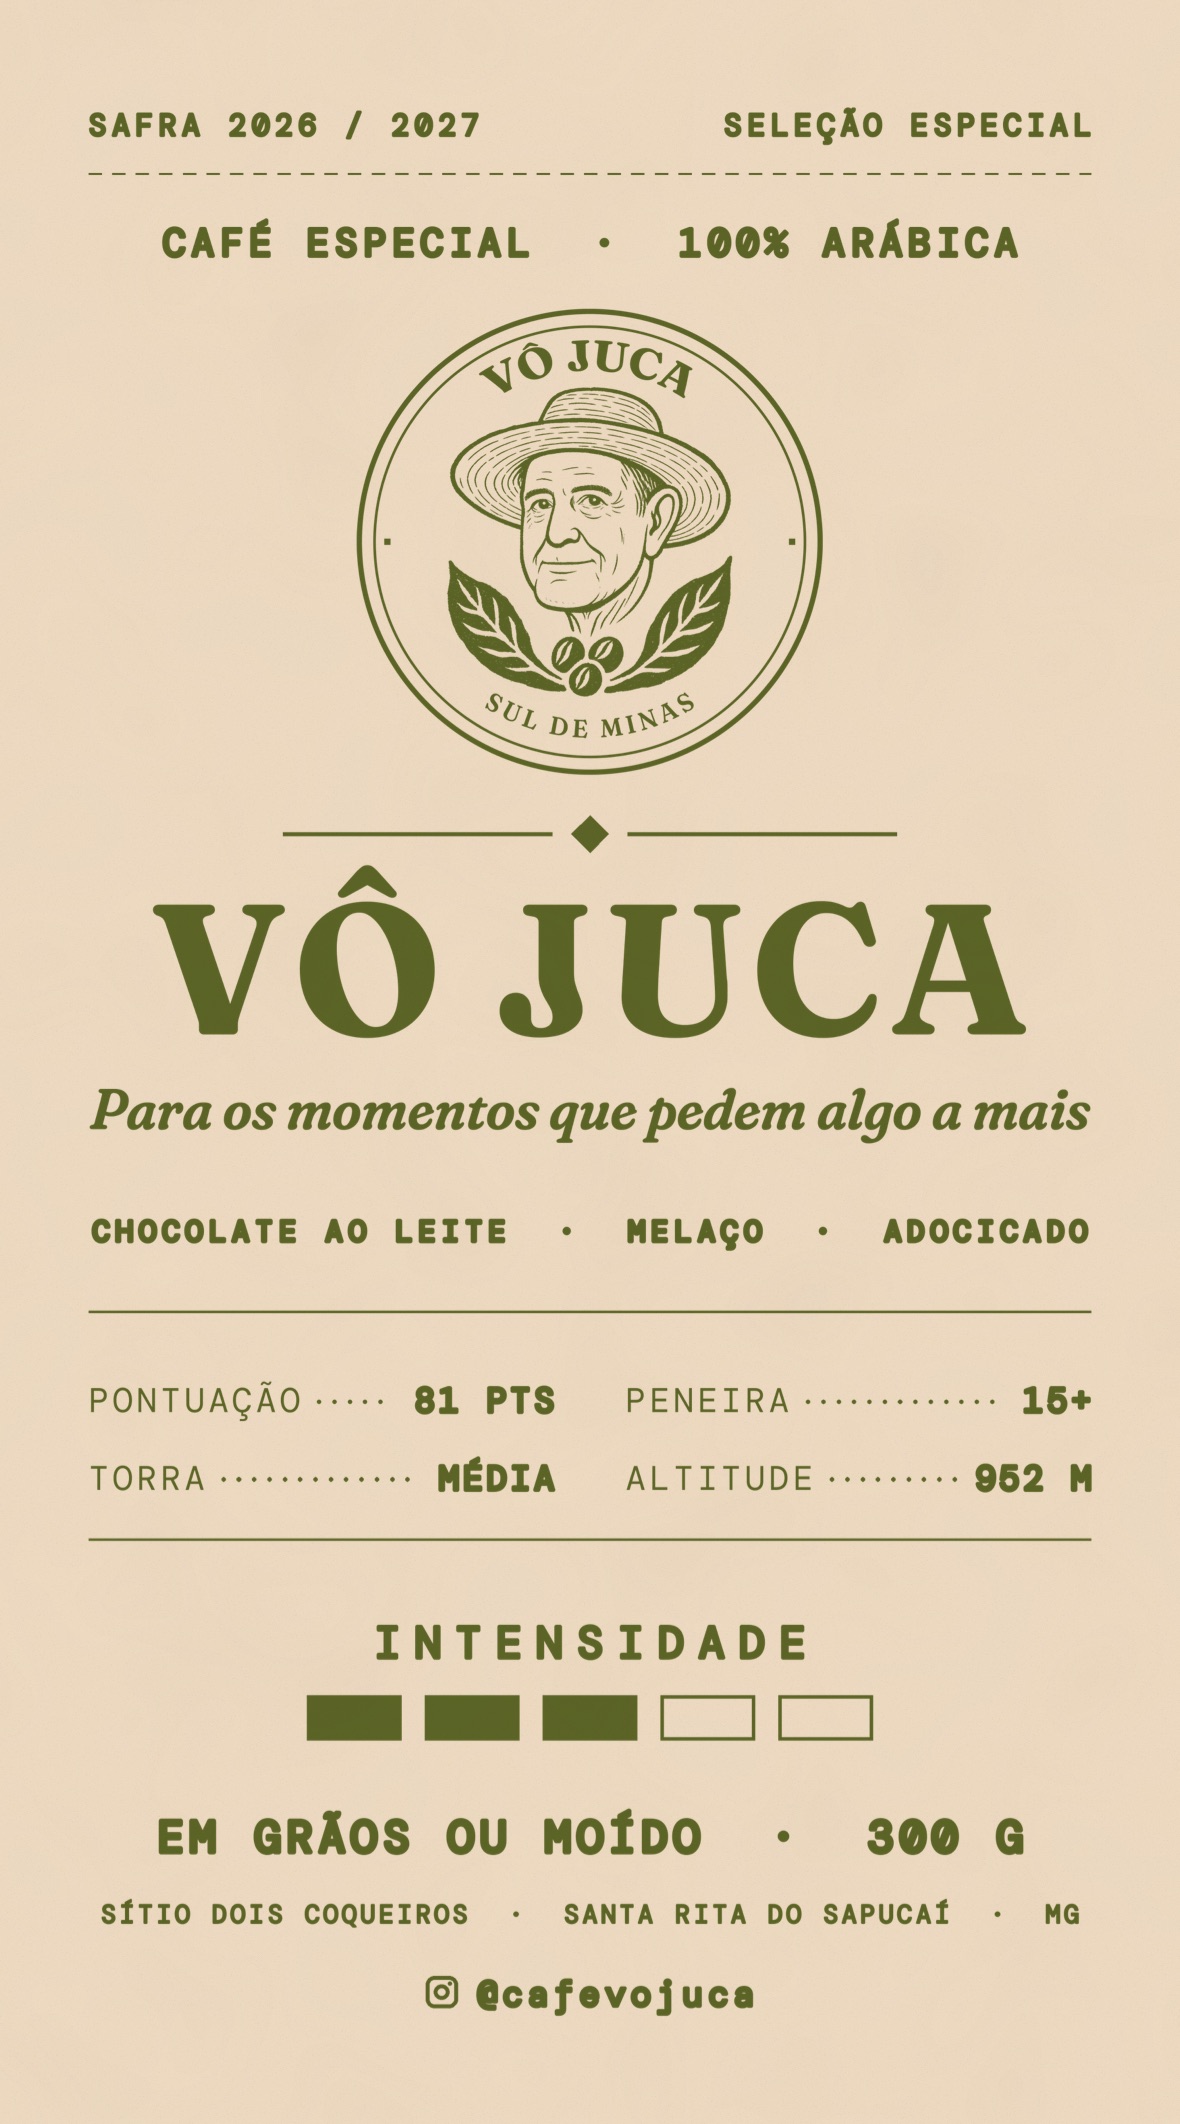 SAFRA 2026 / 2027 SELEÇÃO ESPECIAL
CAFÉ ESPECIAL · 100% ARÁBICA
VÔ JUCA
SUL DE MINAS
VÔ JUCA
Para os momentos que pedem algo a mais
CHOCOLATE AO LEITE · MELAÇO · ADOCICADO
PONTUAÇÃO ····· 81 PTS PENEIRA ············· 15+
TORRA ············· MÉDIA ALTITUDE ········· 952 M
INTENSIDADE
EM GRÃOS OU MOÍDO · 300 G
SÍTIO DOIS COQUEIROS · SANTA RITA DO SAPUCAÍ · MG
@cafevojuca